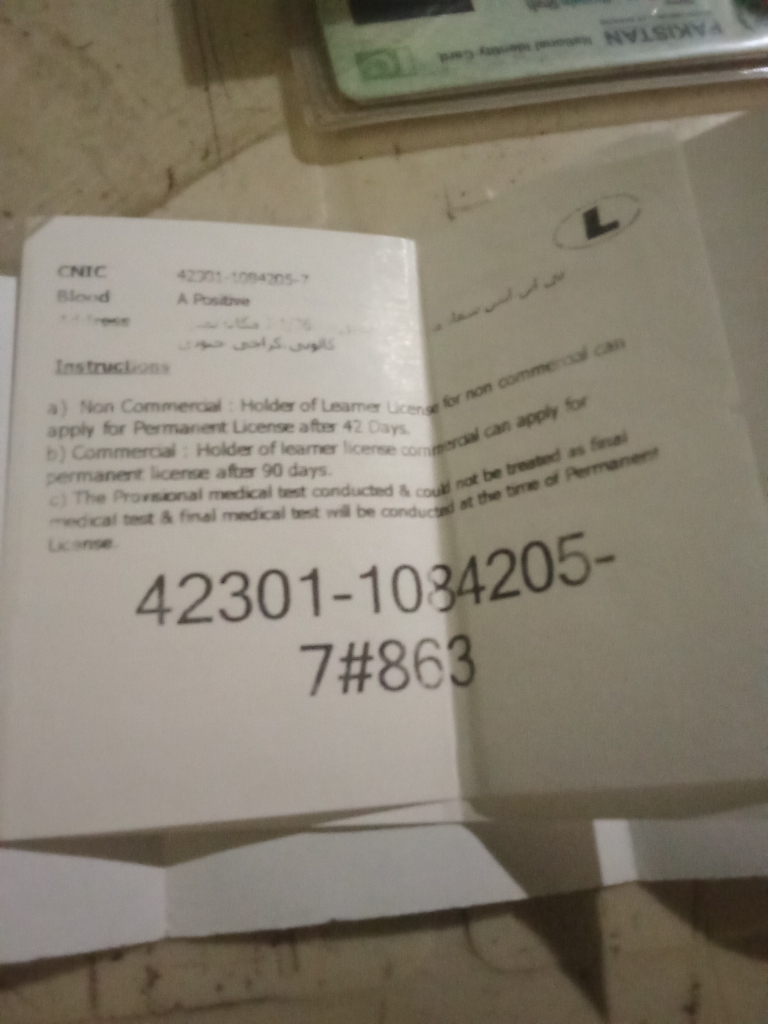 PAKISTAN
National Identity Card
L
CNIC 42301-1084205-7
Blood A Positive
پی آئی ایس
کالونی کراچی جنوبی
Instructions
a) Non Commercial : Holder of Learner License for non commercial can
apply for Permanent License after 42 Days.
b) Commercial : Holder of learner license commercial can apply for
permanent license after 90 days.
c) The Provisional medical test conducted & could not be treated as final
medical test & final medical test will be conducted at the time of Permanent
License.
42301-1084205-
7#863